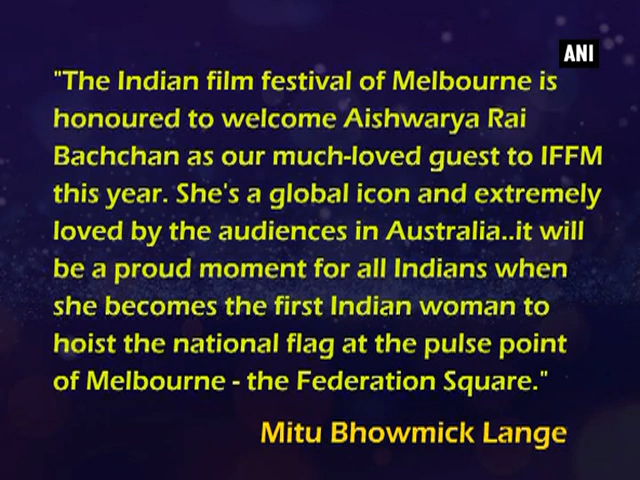 ANI
"The Indian film festival of Melbourne is
honoured to welcome Aishwarya Rai
Bachchan as our much-loved guest to IFFM
this year. She's a global icon and extremely
loved by the audiences in Australia..it will
be a proud moment for all Indians when
she becomes the first Indian woman to
hoist the national flag at the pulse point
of Melbourne - the Federation Square."
Mitu Bhowmick Lange